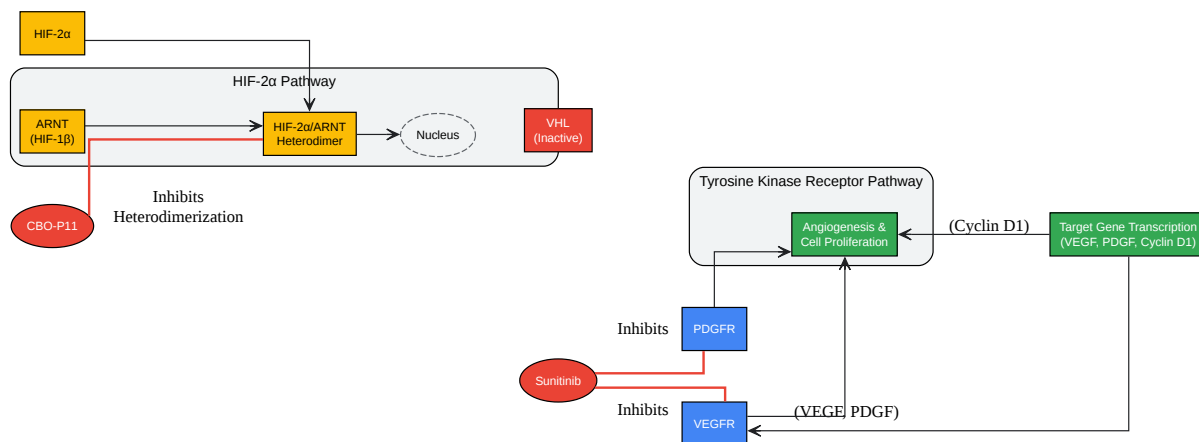 HIF-2α
HIF-2α Pathway
ARNT
(HIF-1β)
HIF-2α/ARNT
Heterodimer
Nucleus
VHL
(Inactive)
Inhibits
Heterodimerization
CBO-P11
Tyrosine Kinase Receptor Pathway
Angiogenesis &
Cell Proliferation
(Cyclin D1)
Target Gene Transcription
(VEGF, PDGF, Cyclin D1)
Inhibits
PDGFR
Sunitinib
Inhibits
VEGFR
(VEGF, PDGF)